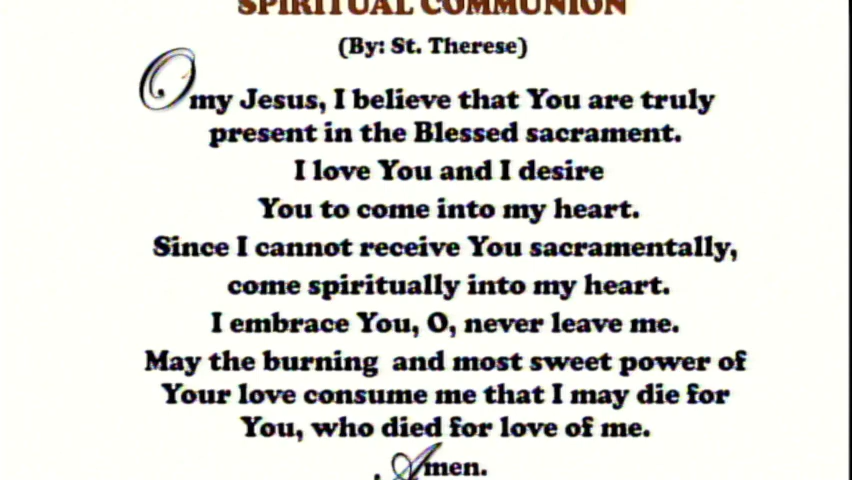 SPIRITUAL COMMUNION
(By: St. Therese)
O my Jesus, I believe that You are truly
present in the Blessed sacrament.
I love You and I desire
You to come into my heart.
Since I cannot receive You sacramentally,
come spiritually into my heart.
I embrace You, O, never leave me.
May the burning and most sweet power of
Your love consume me that I may die for
You, who died for love of me.
. Amen.